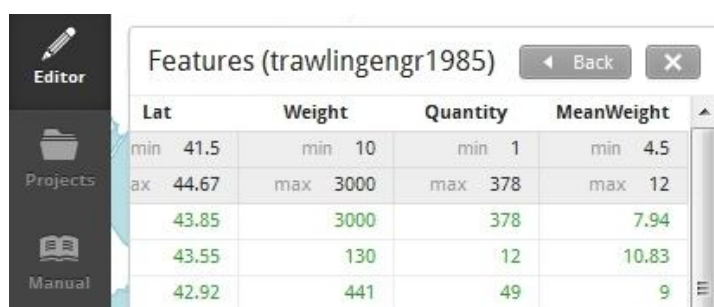 Editor
Projects
Manual
Features (trawlingengr1985) Back
Lat Weight Quantity MeanWeight
min 41.5 min 10 min 1 min 4.5
ax 44.67 max 3000 max 378 max 12
43.85 3000 378 7.94
43.55 130 12 10.83
42.92 441 49 9